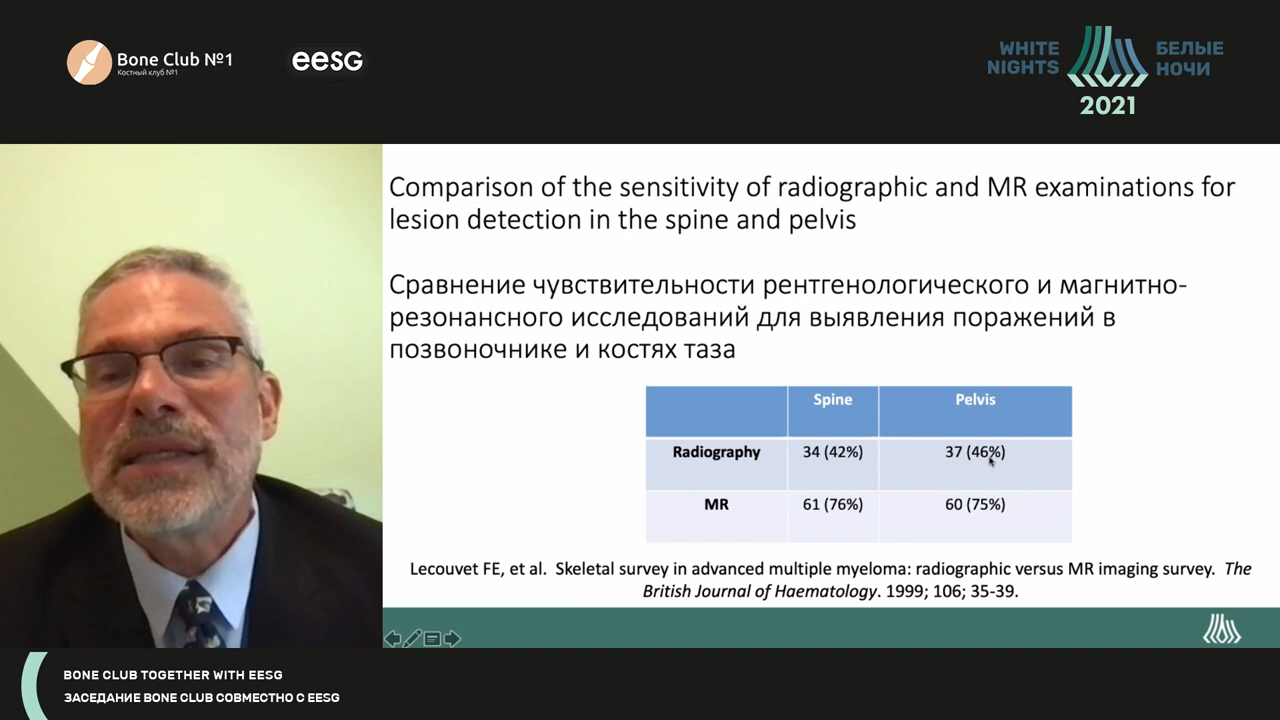 Bone Club №1
Костный клуб №1
eesg
WHITE NIGHTS
БЕЛЫЕ НОЧИ
2021
Comparison of the sensitivity of radiographic and MR examinations for
lesion detection in the spine and pelvis
Сравнение чувствительности рентгенологического и магнитно-
резонансного исследований для выявления поражений в
позвоночнике и костях таза
Spine Pelvis
Radiography 34 (42%) 37 (46%)
MR 61 (76%) 60 (75%)
Lecouvet FE, et al. Skeletal survey in advanced multiple myeloma: radiographic versus MR imaging survey. The
British Journal of Haematology. 1999; 106; 35-39.
BONE CLUB TOGETHER WITH EESG
ЗАСЕДАНИЕ BONE CLUB СОВМЕСТНО С EESG